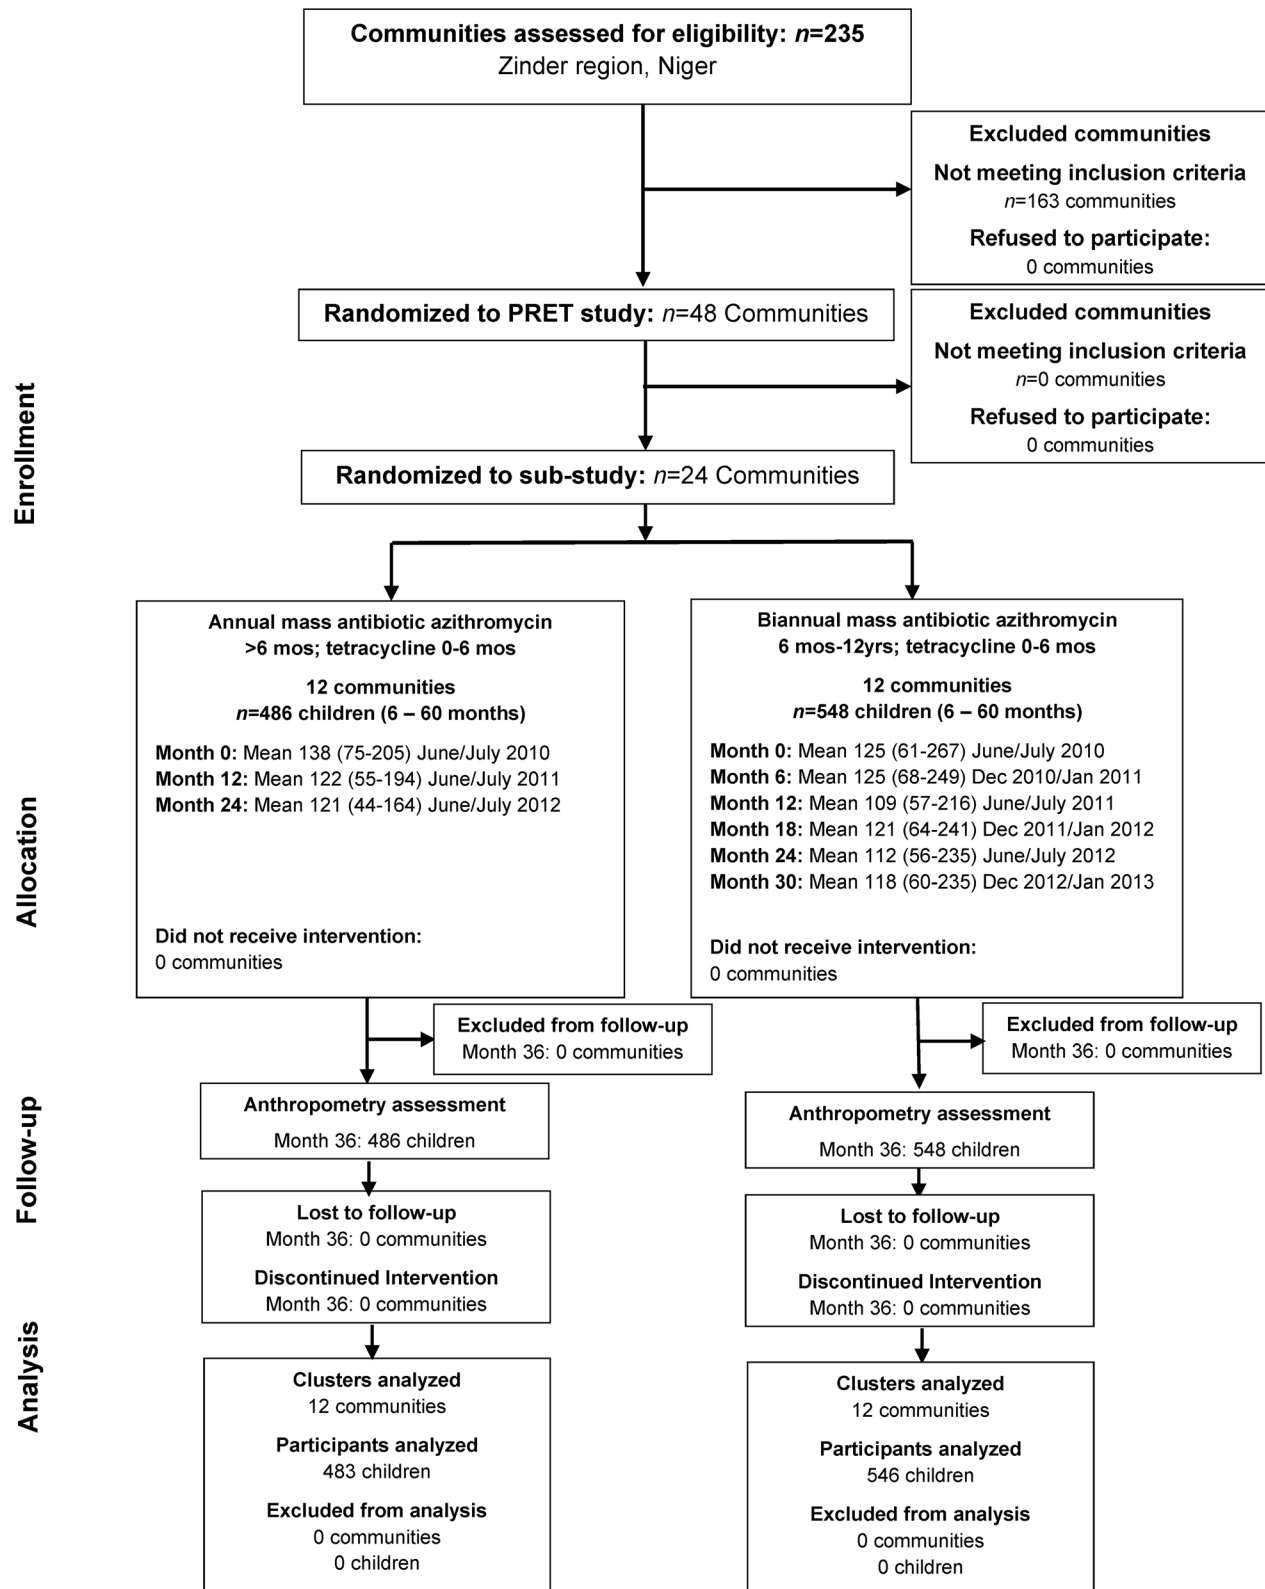 Communities assessed for eligibility: n=235
Zinder region, Niger
Excluded communities
Not meeting inclusion criteria
n=163 communities
Refused to participate:
0 communities
Randomized to PRET study: n=48 Communities
Excluded communities
Not meeting inclusion criteria
n=0 communities
Refused to participate:
0 communities
Enrollment
Randomized to sub-study: n=24 Communities
Allocation
Annual mass antibiotic azithromycin
>6 mos; tetracycline 0-6 mos
12 communities
n=486 children (6 – 60 months)
Month 0: Mean 138 (75-205) June/July 2010
Month 12: Mean 122 (55-194) June/July 2011
Month 24: Mean 121 (44-164) June/July 2012
Did not receive intervention:
0 communities
Biannual mass antibiotic azithromycin
6 mos-12yrs; tetracycline 0-6 mos
12 communities
n=548 children (6 – 60 months)
Month 0: Mean 125 (61-267) June/July 2010
Month 6: Mean 125 (68-249) Dec 2010/Jan 2011
Month 12: Mean 109 (57-216) June/July 2011
Month 18: Mean 121 (64-241) Dec 2011/Jan 2012
Month 24: Mean 112 (56-235) June/July 2012
Month 30: Mean 118 (60-235) Dec 2012/Jan 2013
Did not receive intervention:
0 communities
Excluded from follow-up
Month 36: 0 communities
Excluded from follow-up
Month 36: 0 communities
Follow-up
Anthropometry assessment
Month 36: 486 children
Anthropometry assessment
Month 36: 548 children
Lost to follow-up
Month 36: 0 communities
Discontinued Intervention
Month 36: 0 communities
Lost to follow-up
Month 36: 0 communities
Discontinued Intervention
Month 36: 0 communities
Analysis
Clusters analyzed
12 communities
Participants analyzed
483 children
Excluded from analysis
0 communities
0 children
Clusters analyzed
12 communities
Participants analyzed
546 children
Excluded from analysis
0 communities
0 children